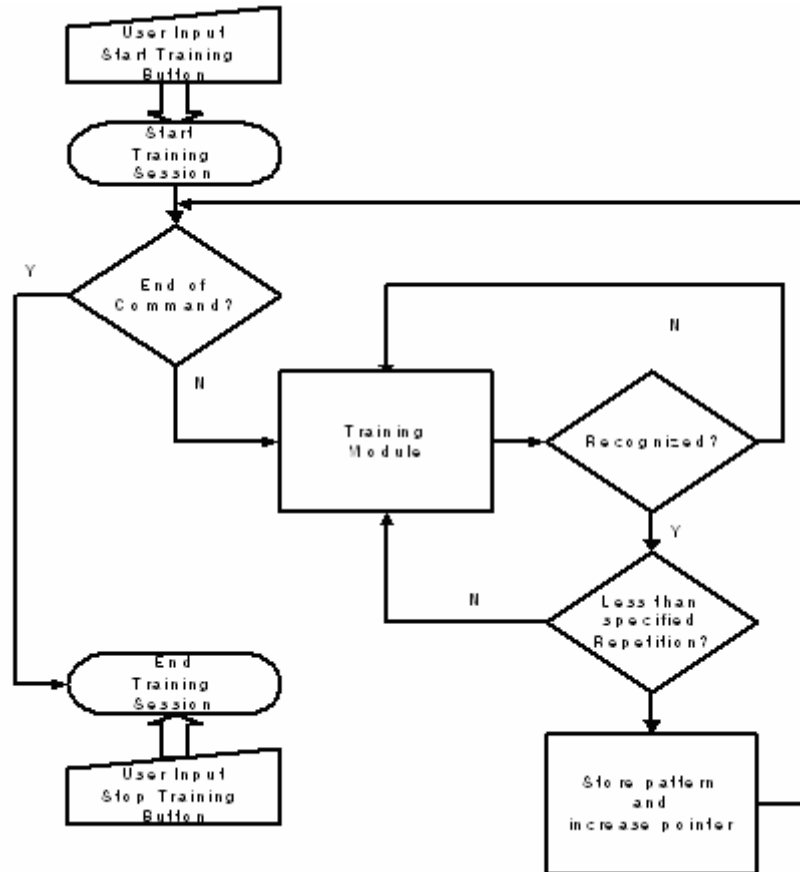 User Input
Start Training
Button
Start
Training
Session
Y
End of
Command?
N
N
Training
Module
Recognized?
Y
N
Less than
specified
Repetition?
End
Training
Session
User Input
Stop Training
Button
Store pattern
and
increase pointer